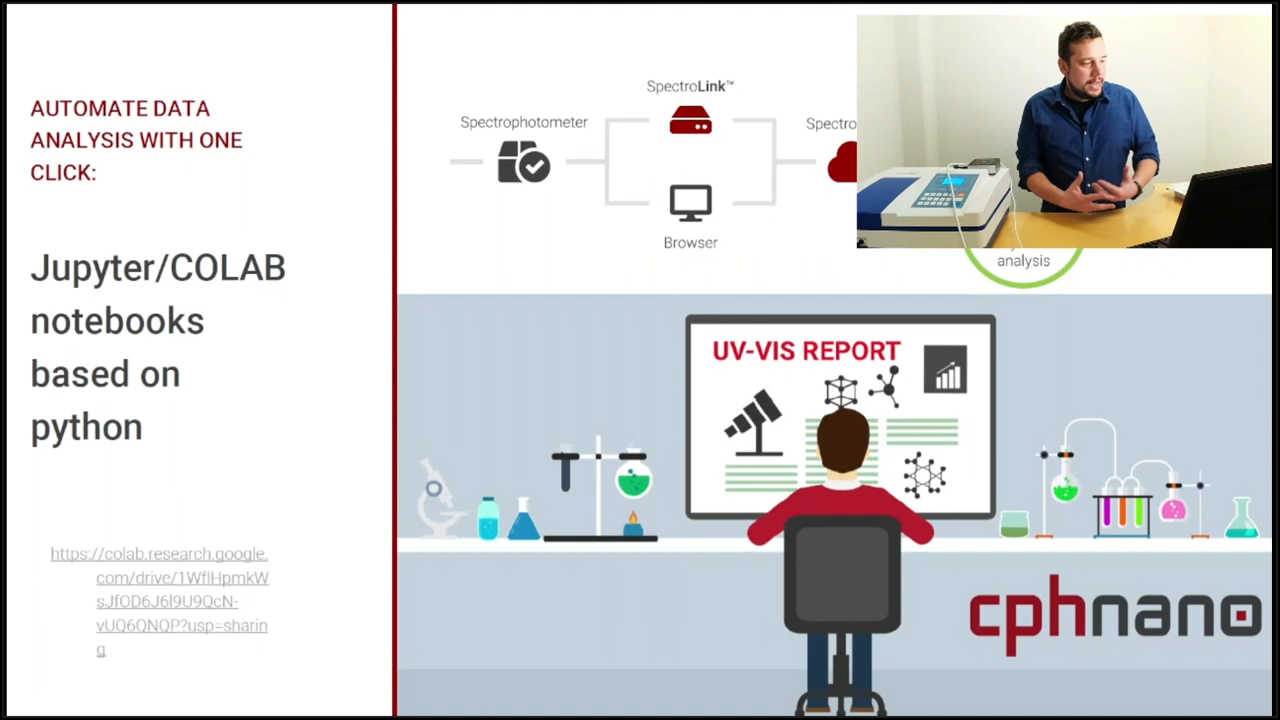 AUTOMATE DATA
ANALYSIS WITH ONE
CLICK:
Jupyter/COLAB
notebooks
based on
python
https://colab.research.google.
com/drive/1WflHpmkW
sJfOD6J6l9U9QcN-
vUQ6QNQP?usp=sharin
g
SpectroLink™
Spectrophotometer
Spectro
Browser
analysis
UV-VIS REPORT
cphnano